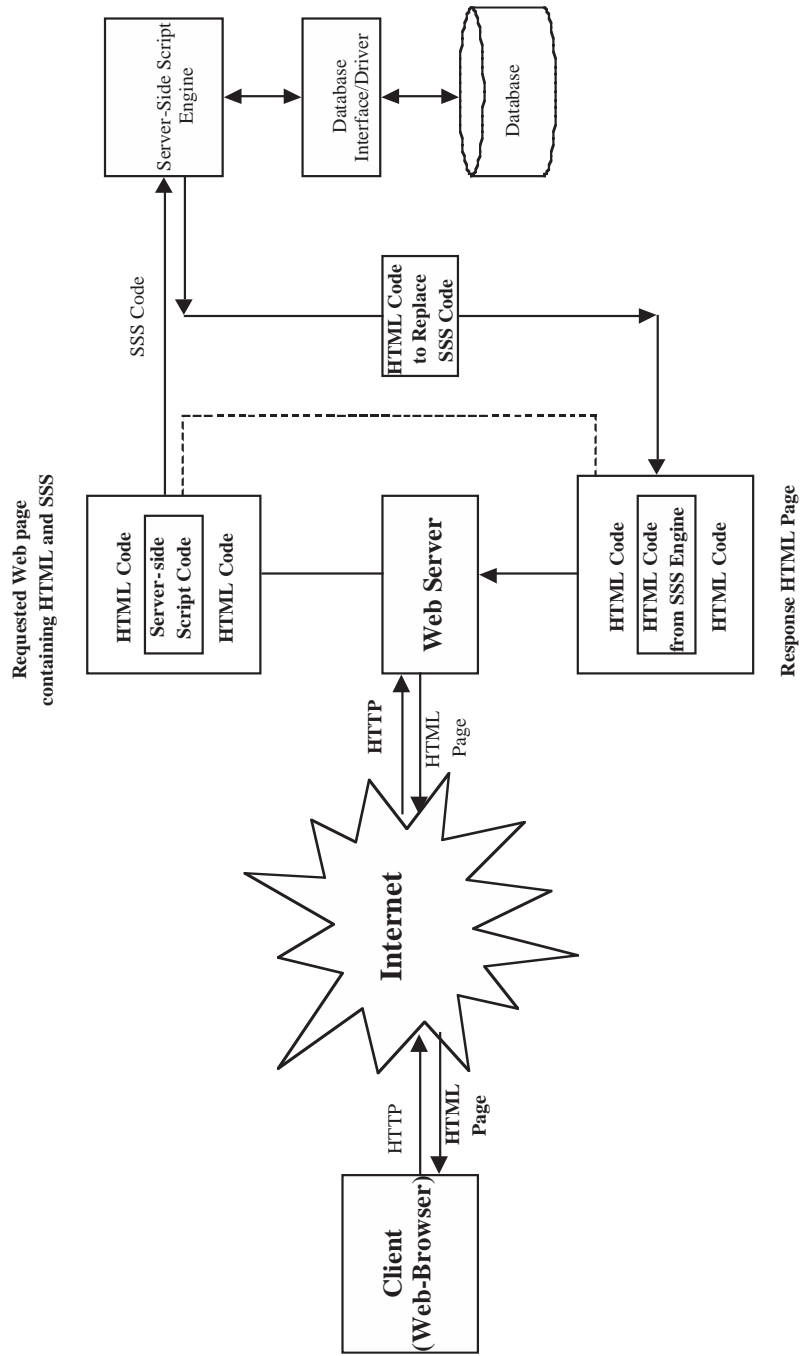 Requested Web page
containing HTML and SSS
HTML Code
Server-side
Script Code
HTML Code
SSS Code
Server-Side Script
Engine
Database
Interface/Driver
Database
HTML Code
to Replace
SSS Code
Client
(Web-Browser)
HTTP
HTML
Page
Internet
HTTP
HTML
Page
Web Server
HTML Code
HTML Code
from SSS Engine
HTML Code
Response HTML Page